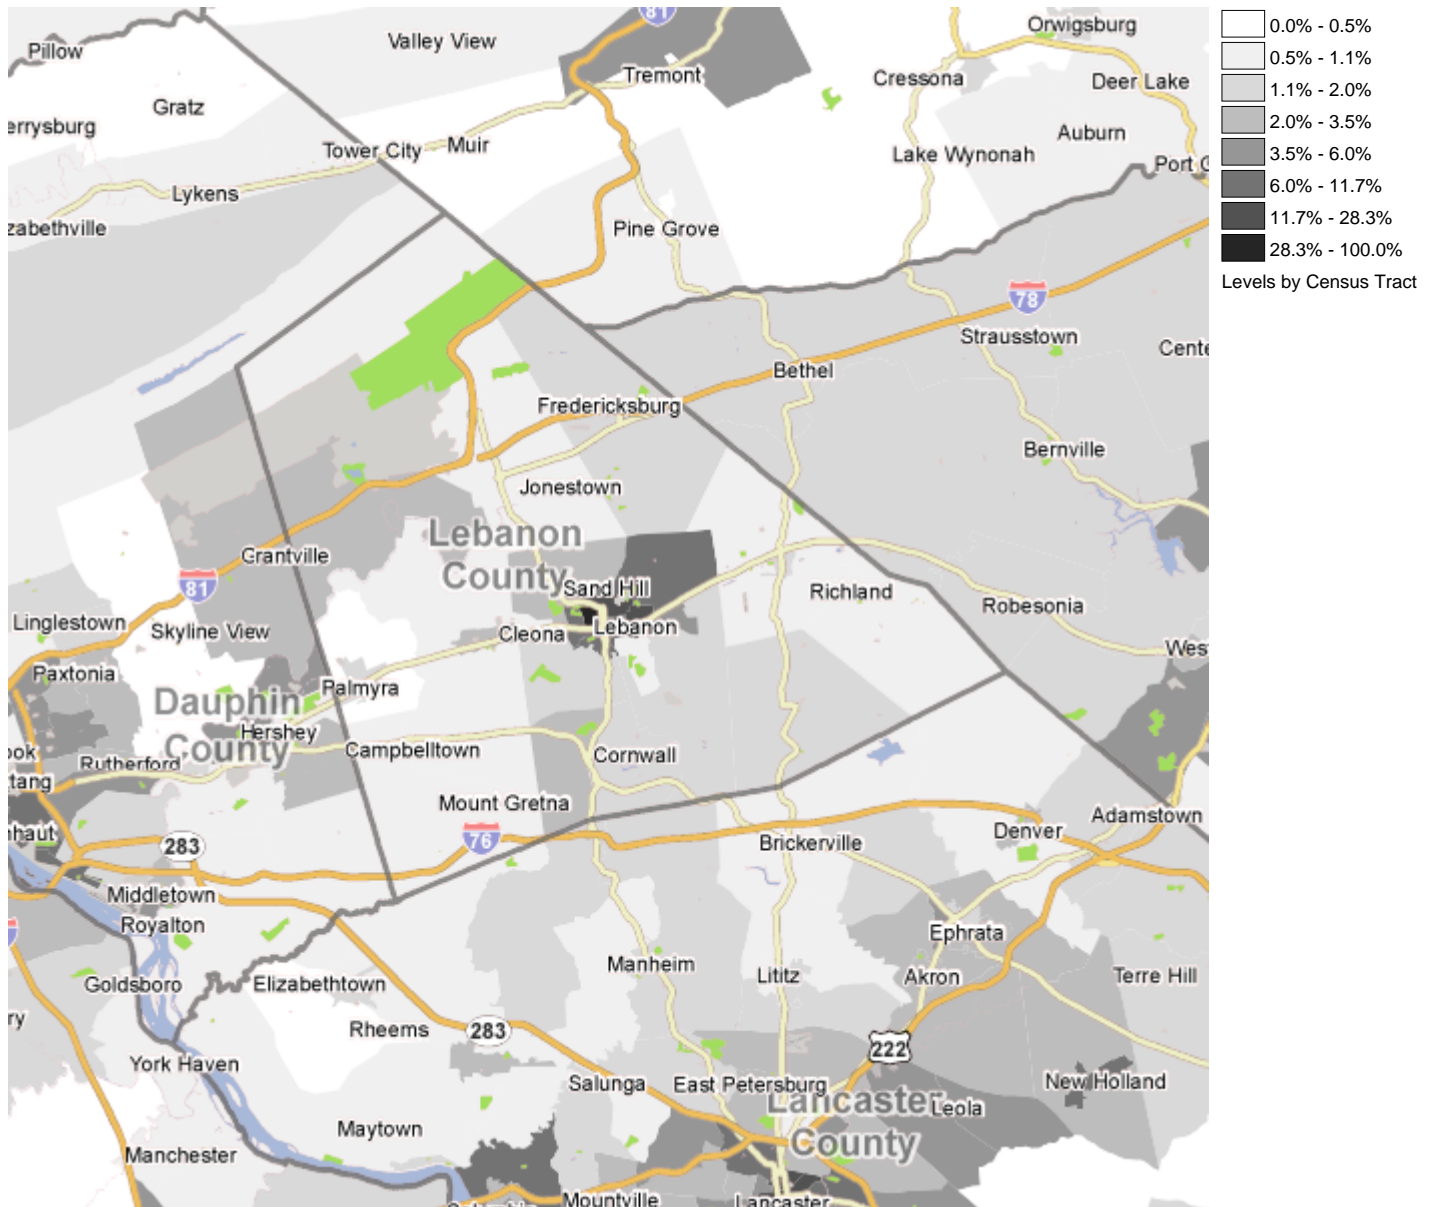 81
Orwigsburg
Valley View
Pillow
Tremont
Cressona
Deer Lake
Gratz
errysburg
Auburn
Tower City
Muir
Lake Wynonah
Port C
Lykens
zabethville
Pine Grove
78
Strausstown
Cente
Bethel
Fredericksburg
Bernville
Jonestown
Lebanon
County
Grantville
81
Sand Hill
Richland
Robesonia
Linglestown
Skyline View
Cleona
Lebanon
Wes
Paxtonia
Palmyra
Dauphin
County
Hershey
ook
Campbelltown
Cornwall
Rutherford
tang
Mount Gretna
Adamstown
nhaut
283
76
Brickerville
Denver
Middletown
Royalton
Ephrata
Manheim
Lititz
Akron
Terre Hill
Goldsboro
Elizabethtown
ry
Rheems
283
222
York Haven
Salunga
East Petersburg
New Holland
Lancaster
County
Leola
Maytown
Manchester
Mountville
Lancaster
0.0% - 0.5%
0.5% - 1.1%
1.1% - 2.0%
2.0% - 3.5%
3.5% - 6.0%
6.0% - 11.7%
11.7% - 28.3%
28.3% - 100.0%
Levels by Census Tract